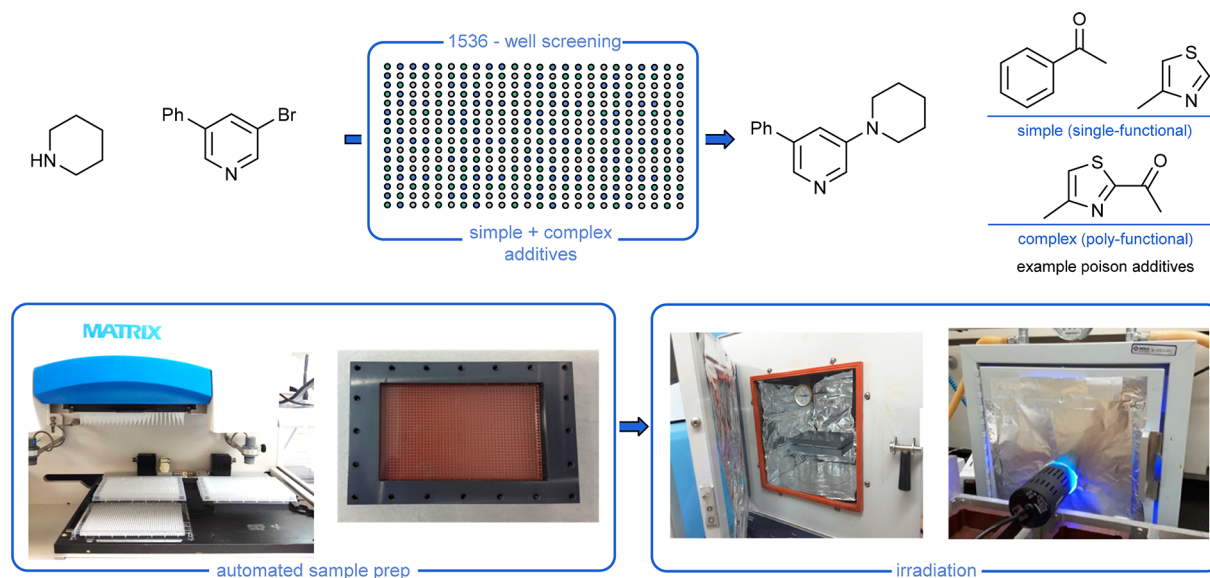 1536 - well screening
HN
Ph
Br
N
simple + complex
additives
Ph
N
N
O
S
N
simple (single-functional)
S
O
N
complex (poly-functional)
example poison additives
MATRIX
automated sample prep
irradiation